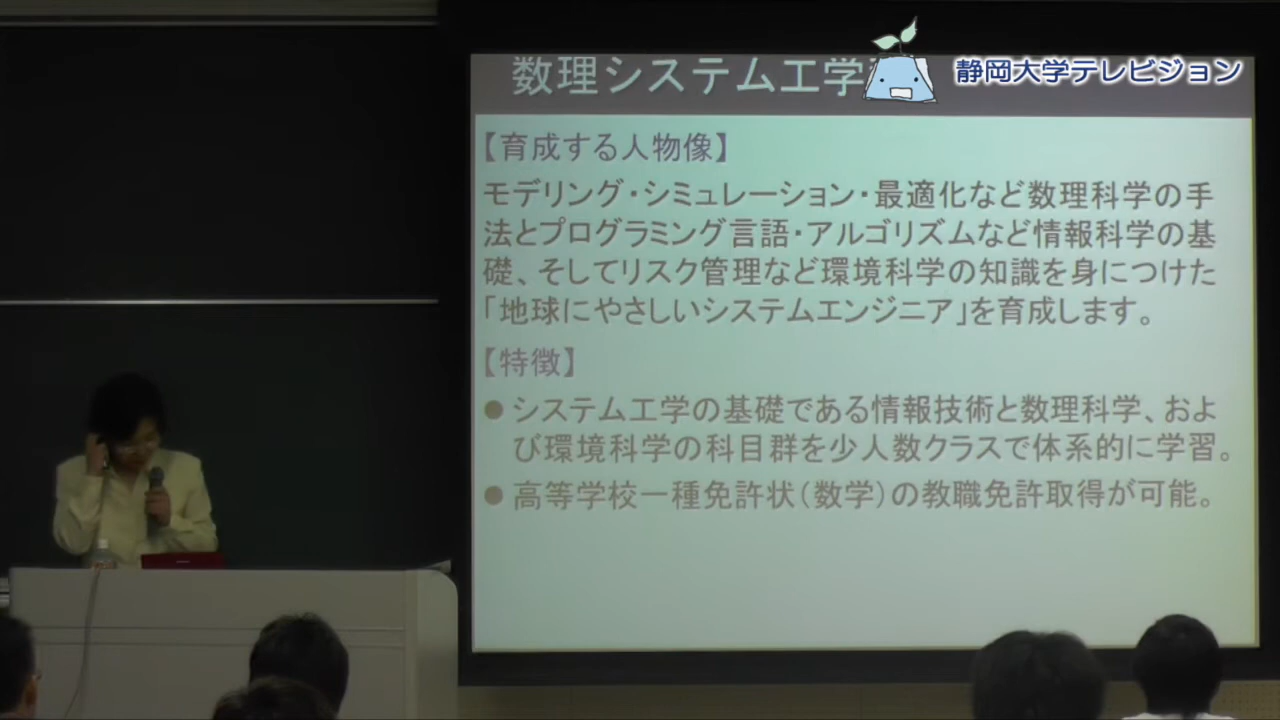 数理システム工学
静岡大学テレビジョン
【育成する人物像】
モデリング・シミュレーション・最適化など数理科学の手
法とプログラミング言語・アルゴリズムなど情報科学の基
礎、そしてリスク管理など環境科学の知識を身につけた
「地球にやさしいシステムエンジニア」を育成します。
【特徴】
● システム工学の基礎である情報技術と数理科学、およ
び環境科学の科目群を少人数クラスで体系的に学習。
● 高等学校一種免許状(数学)の教職免許取得が可能。